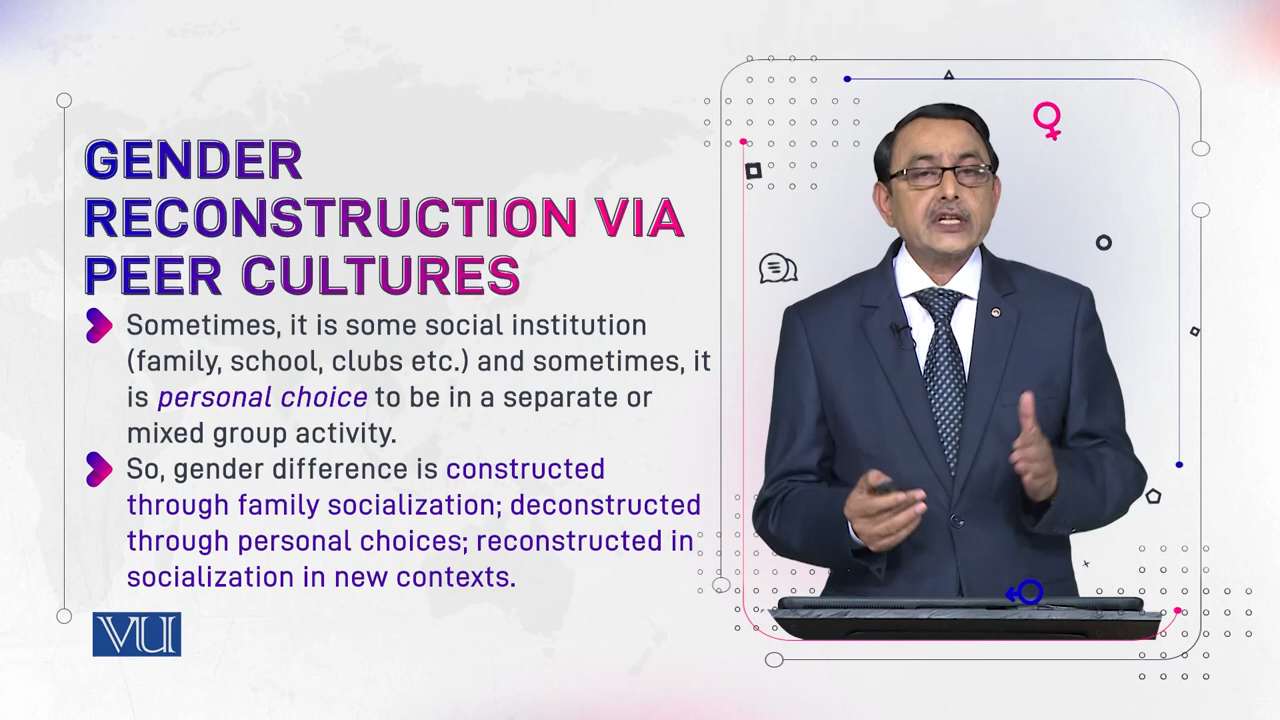 GENDER
RECONSTRUCTION VIA
PEER CULTURES
Sometimes, it is some social institution
(family, school, clubs etc.) and sometimes, it
is personal choice to be in a separate or
mixed group activity.
So, gender difference is constructed
through family socialization; deconstructed
through personal choices; reconstructed in
socialization in new contexts.
VU